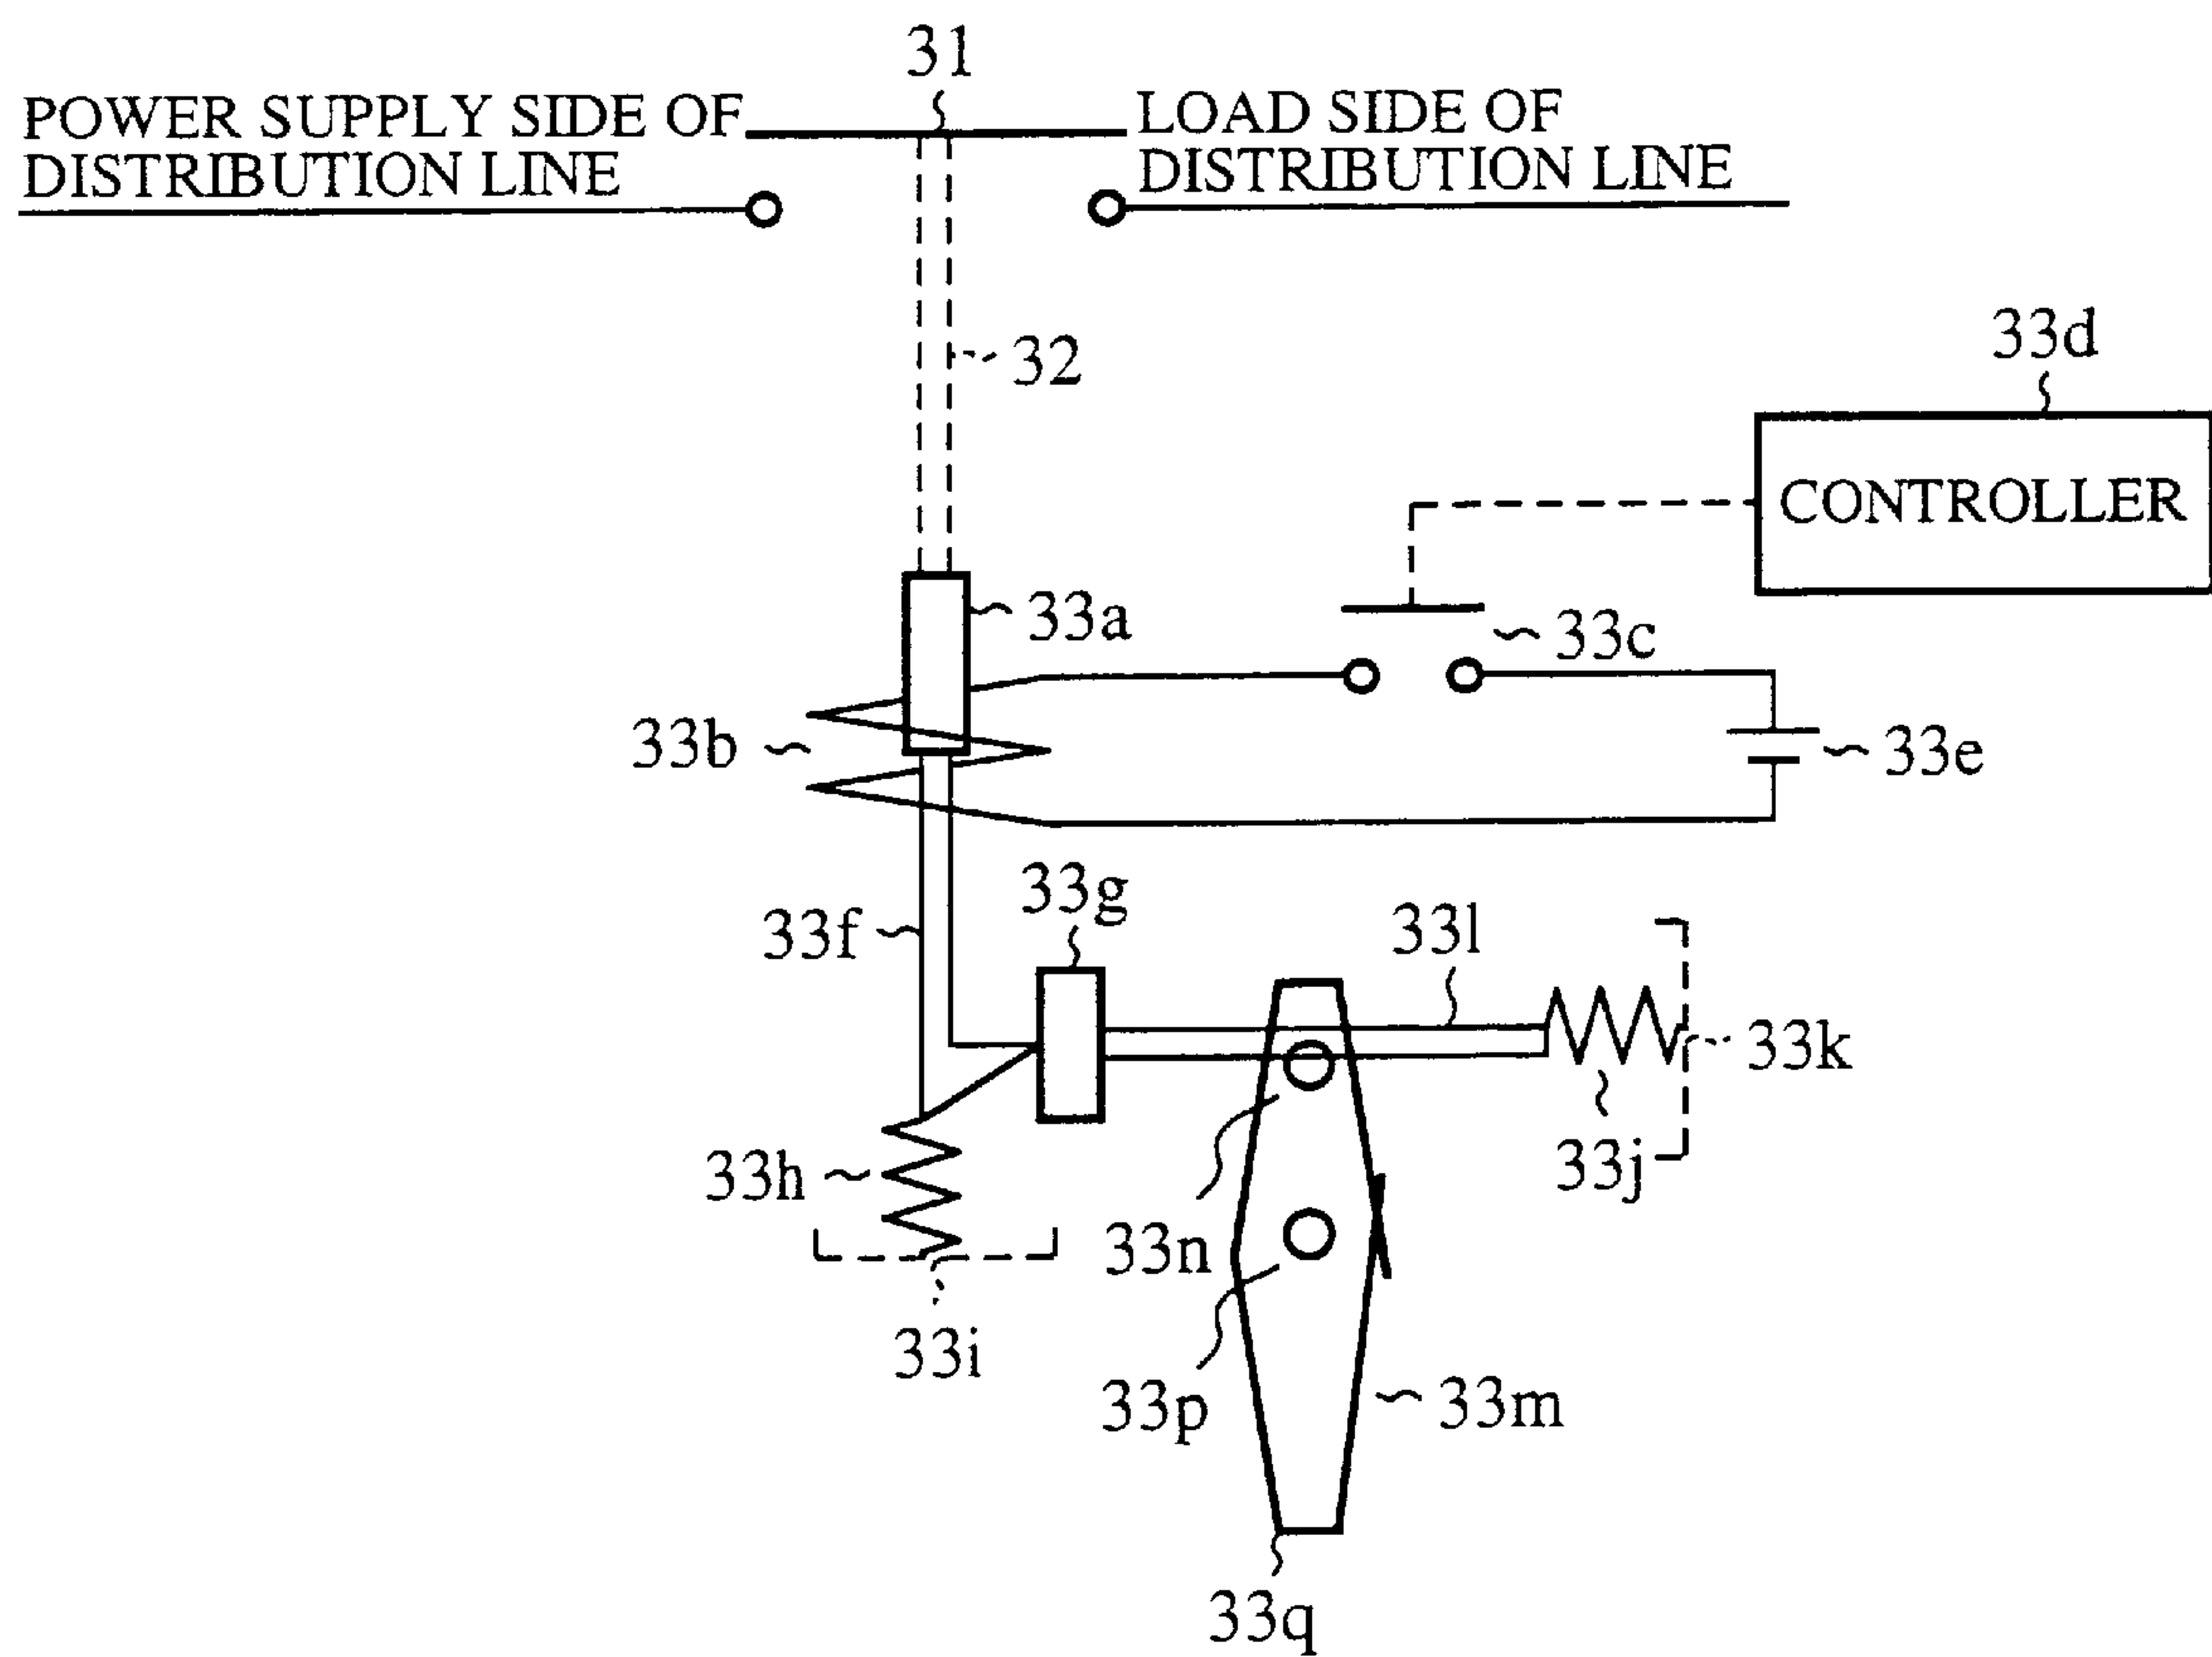 31
POWER SUPPLY SIDE OF
DISTRIBUTION LINE
LOAD SIDE OF
DISTRIBUTION LINE
32
33d
CONTROLLER
33a
33c
33b
33e
33g
33f
33l
33k
33j
33h
33n
33i
33p
33m
33q